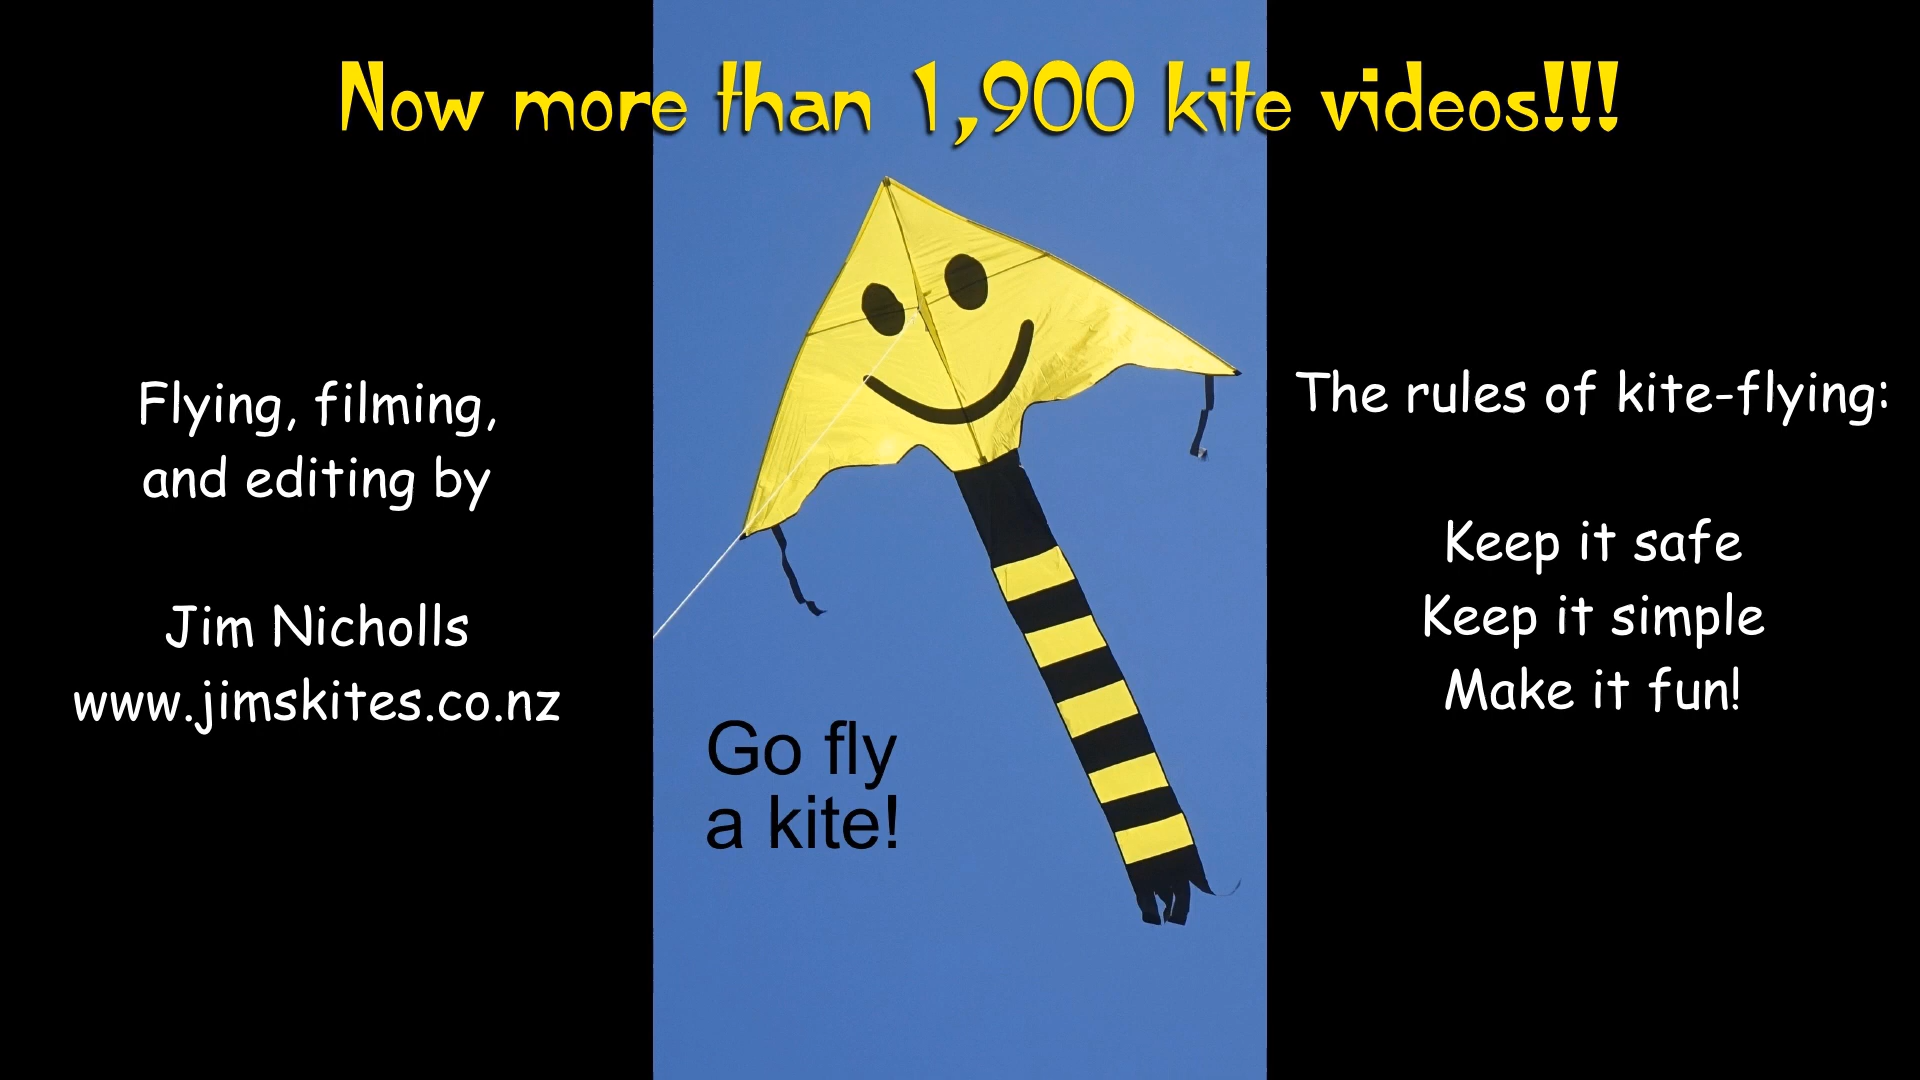 Now more than 1,900 kite videos!!!
Flying, filming,
and editing by
Jim Nicholls
www.jimskites.co.nz
Go fly
a kite!
The rules of kite-flying:
Keep it safe
Keep it simple
Make it fun!